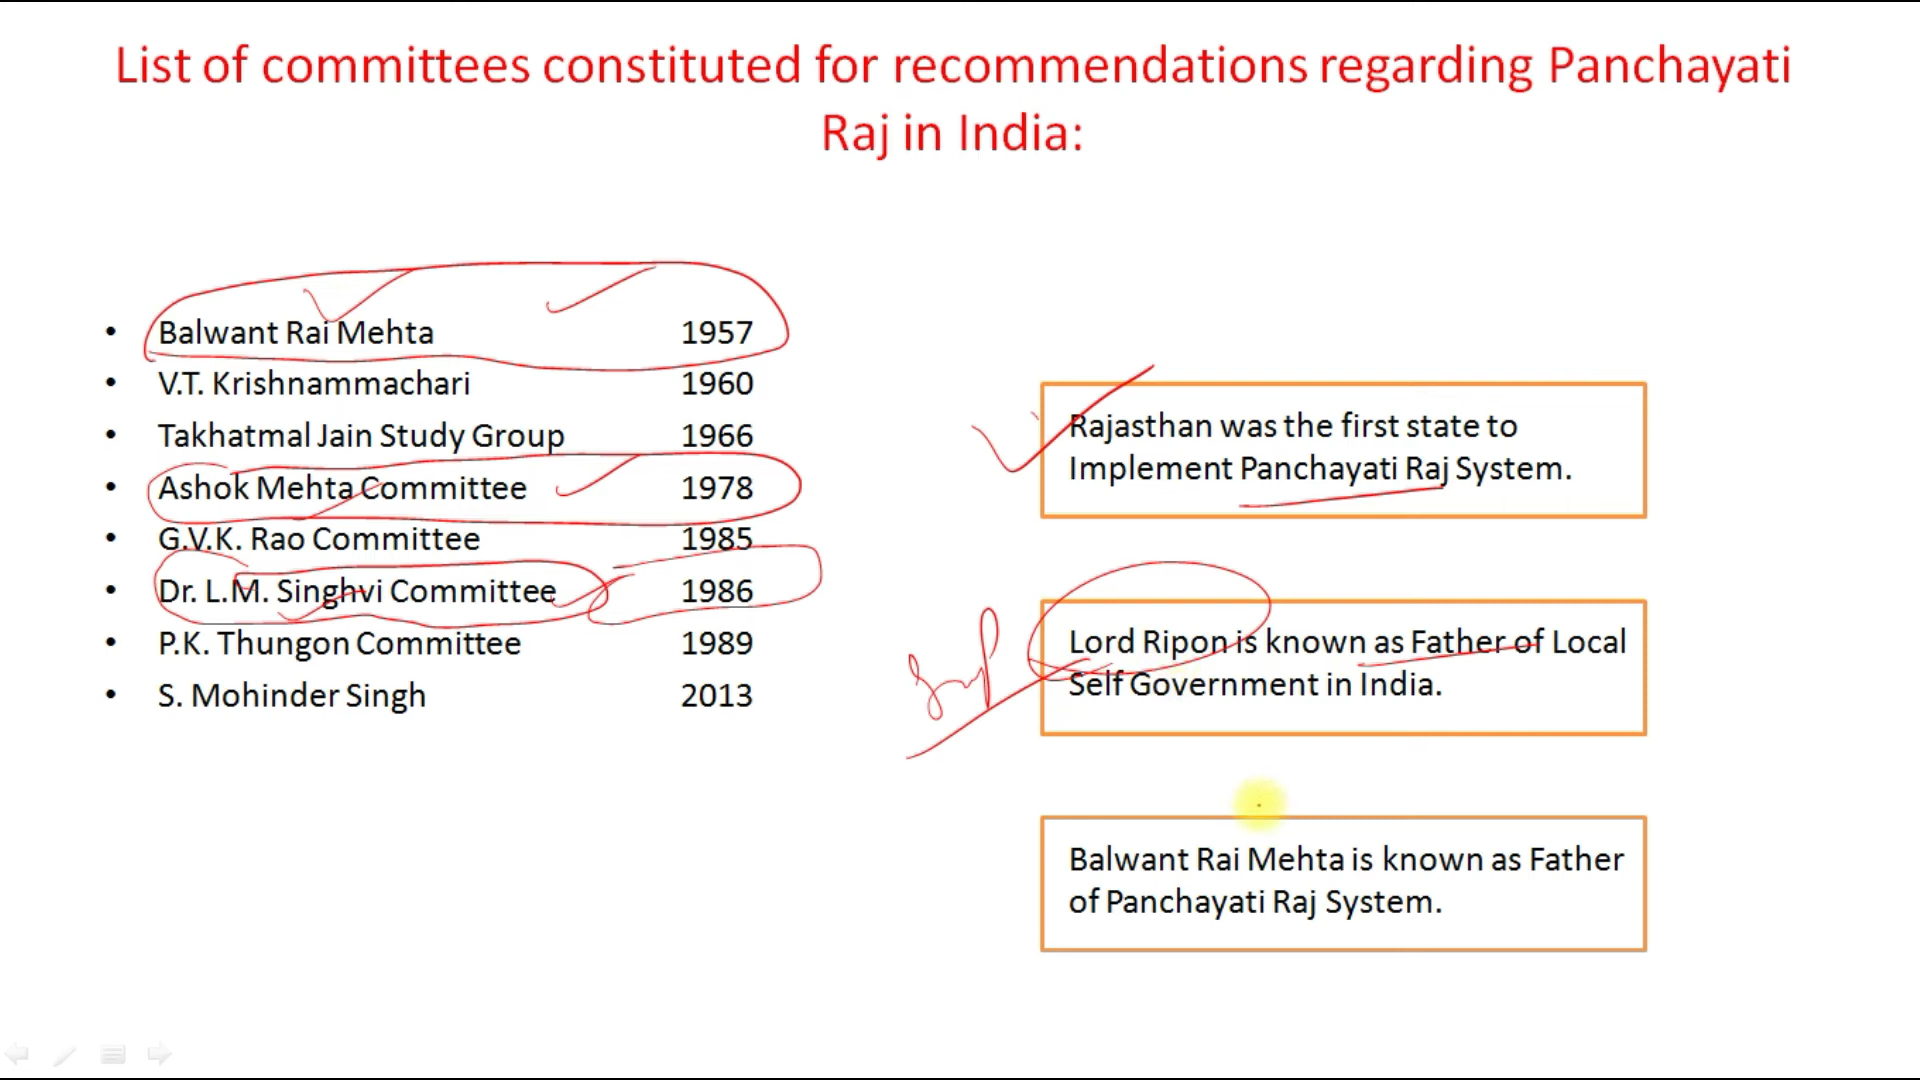 List of committees constituted for recommendations regarding Panchayati
Raj in India:
• Balwant Rai Mehta 1957
• V.T. Krishnammachari 1960
• Takhatmal Jain Study Group 1966
• Ashok Mehta Committee 1978
• G.V.K. Rao Committee 1985
• Dr. L.M. Singhvi Committee 1986
• P.K. Thungon Committee 1989
• S. Mohinder Singh 2013
Rajasthan was the first state to
Implement Panchayati Raj System.
Imp
Lord Ripon is known as Father of Local
Self Government in India.
Balwant Rai Mehta is known as Father
of Panchayati Raj System.